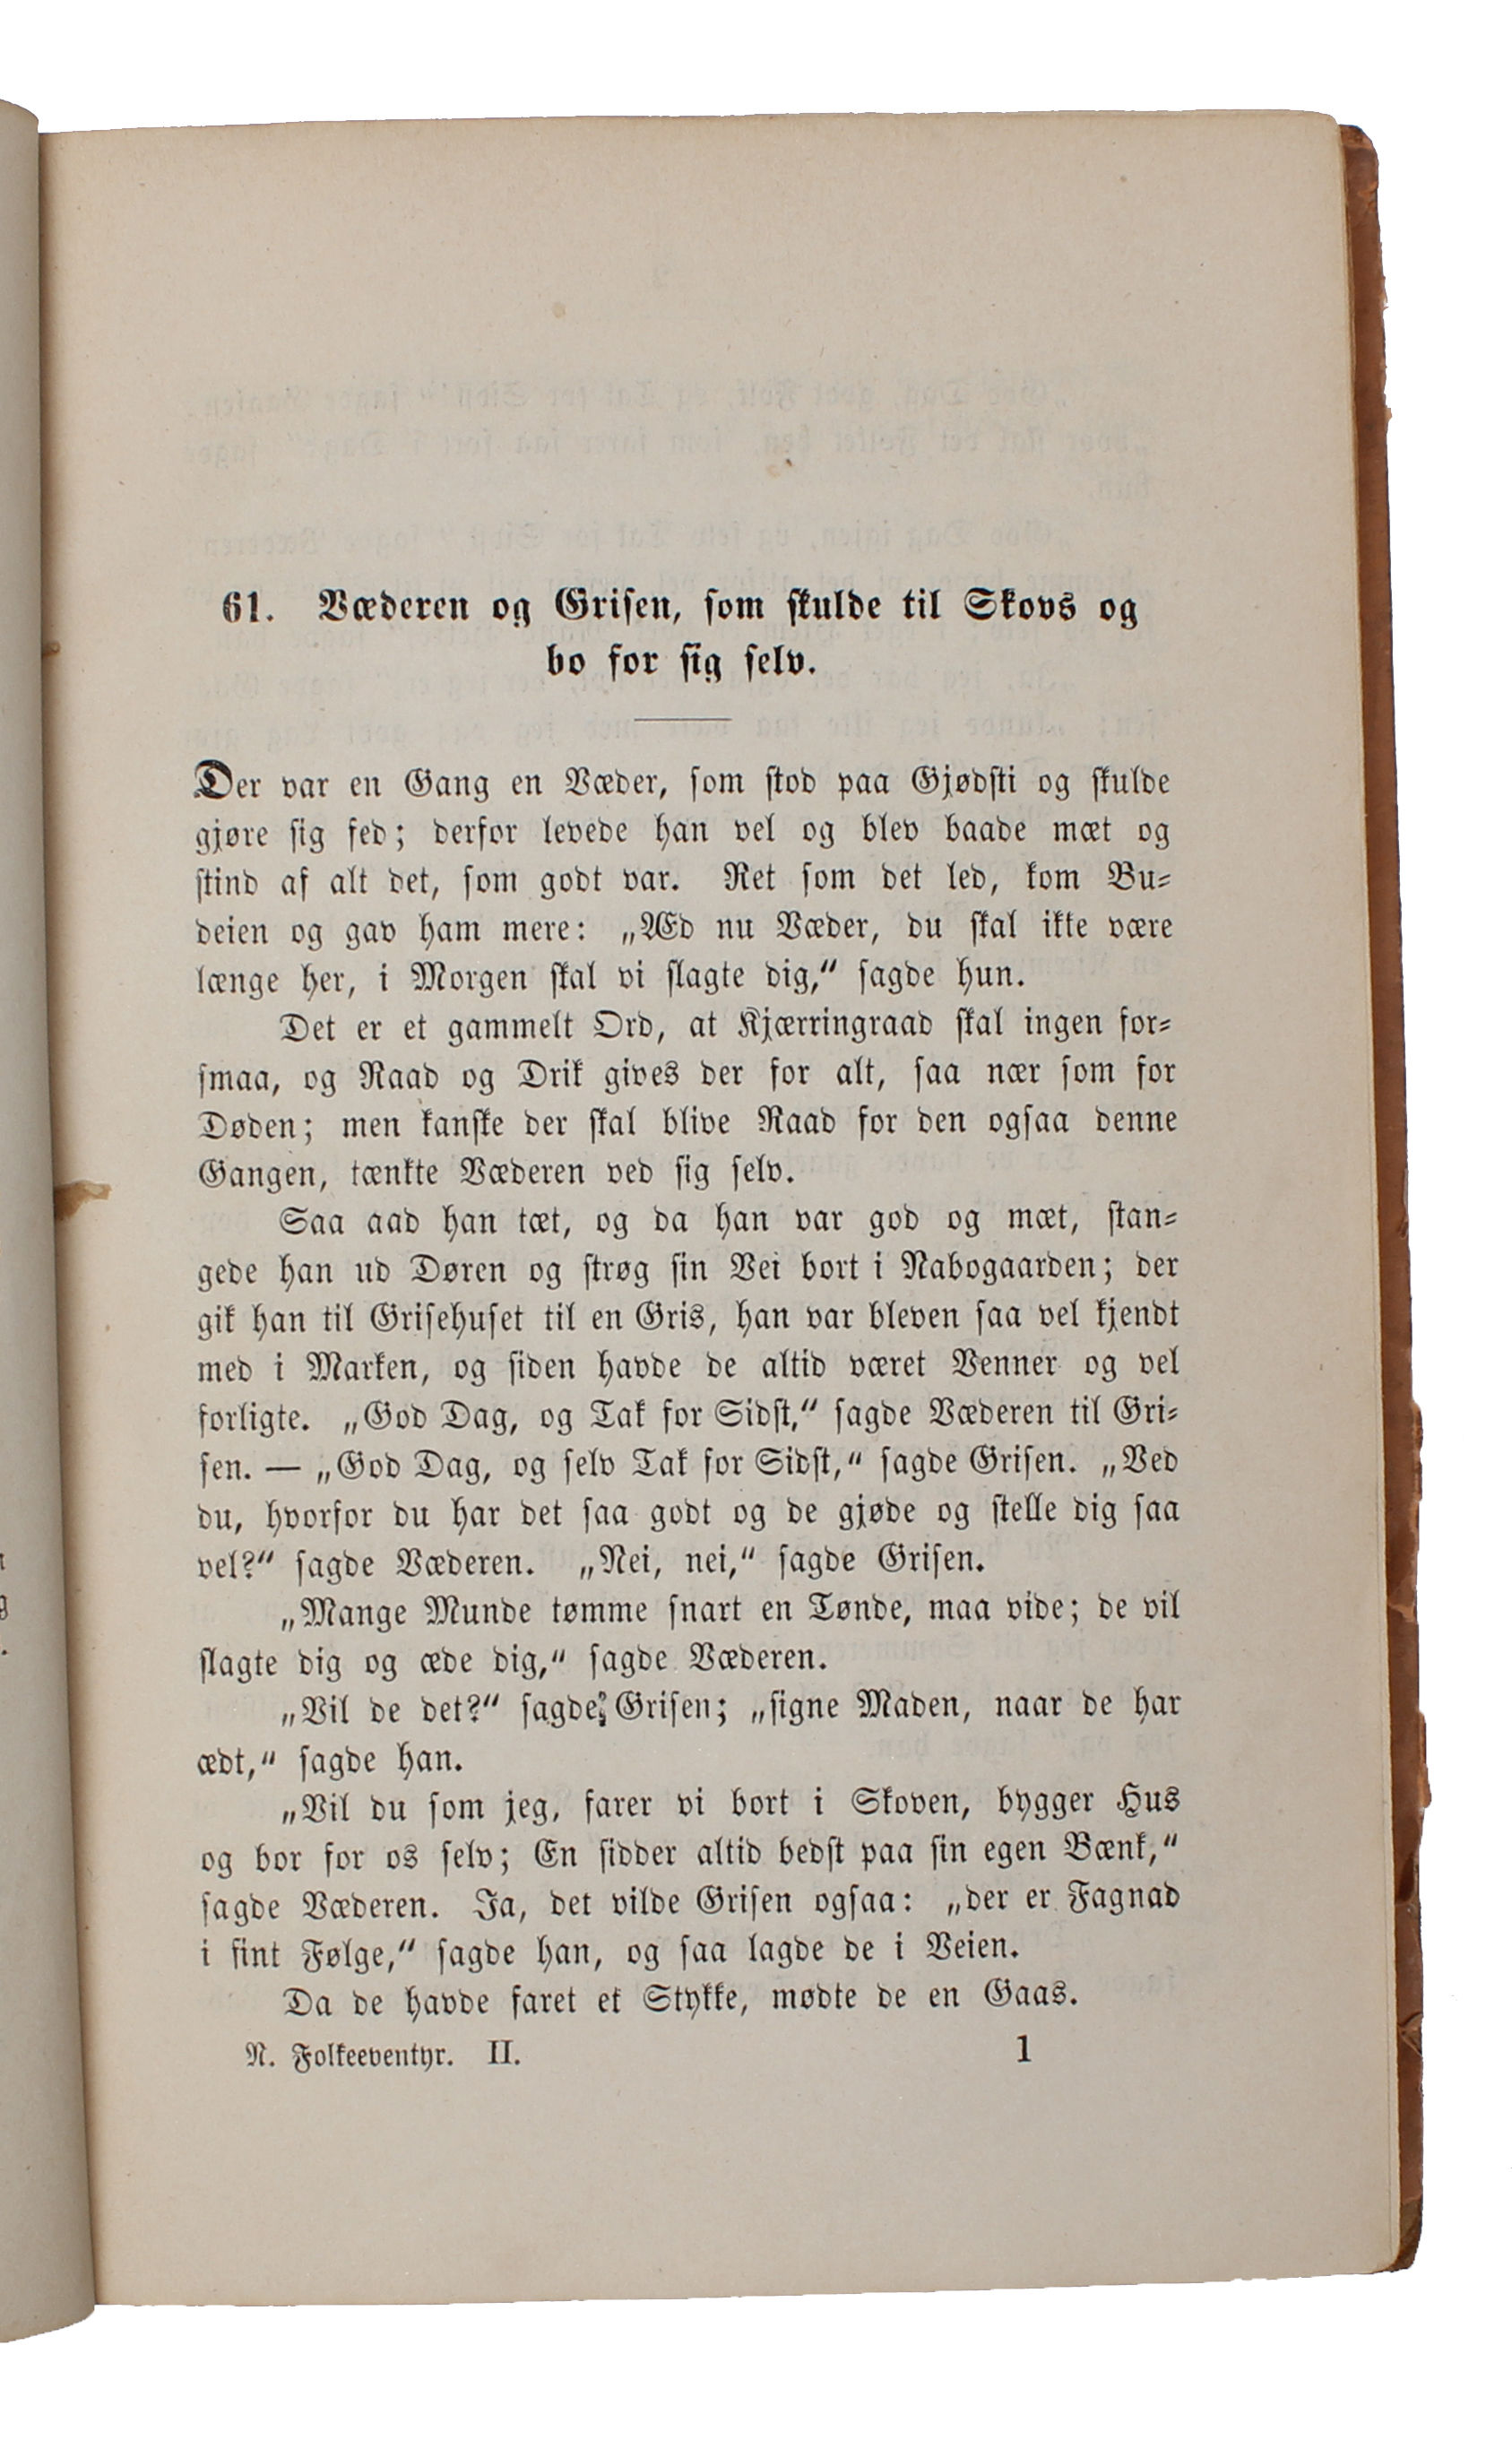 61. Væderen og Grisen, som skulde til Skovs og
bo for sig selv.
Der var en Gang en Væder, som stod paa Gjødsti og skulde
gjøre sig fed; derfor levede han vel og blev baade mæt og
stind af alt det, som godt var. Ret som det led, kom Bu-
deien og gav ham mere: „Æd nu Væder, du skal ikke være
længe her, i Morgen skal vi slagte dig,“ sagde hun.
Det er et gammelt Ord, at Kjærringraad skal ingen for-
smaa, og Raad og Drik gives der for alt, saa nær som for
Døden; men kanske der skal blive Raad for den ogsaa denne
Gangen, tænkte Væderen ved sig selv.
Saa aad han tæt, og da han var god og mæt, stan-
gede han ud Døren og strøg sin Vei bort i Nabogaarden; der
gik han til Grisehuset til en Gris, han var bleven saa vel kjendt
med i Marken, og siden havde de altid været Venner og vel
forligte. „God Dag, og Tak for Sidst,“ sagde Væderen til Gri-
sen. — „God Dag, og selv Tak for Sidst,“ sagde Grisen. „Ved
du, hvorfor du har det saa godt og de gjøde og stelle dig saa
vel?“ sagde Væderen. „Nei, nei,“ sagde Grisen.
„Mange Munde tømme snart en Tønde, maa vide; de vil
slagte dig og æde dig,“ sagde Væderen.
„Vil de det?“ sagde Grisen; „signe Maden, naar de har
ædt,“ sagde han.
„Vil du som jeg, farer vi bort i Skoven, bygger Hus
og bor for os selv; En sidder altid bedst paa sin egen Bænk,“
sagde Væderen. Ja, det vilde Grisen ogsaa: „der er Fagnad
i fint Følge,“ sagde han, og saa lagde de i Veien.
Da de havde faret et Stykke, mødte de en Gaas.
N. Folkeeventyr. II. 1